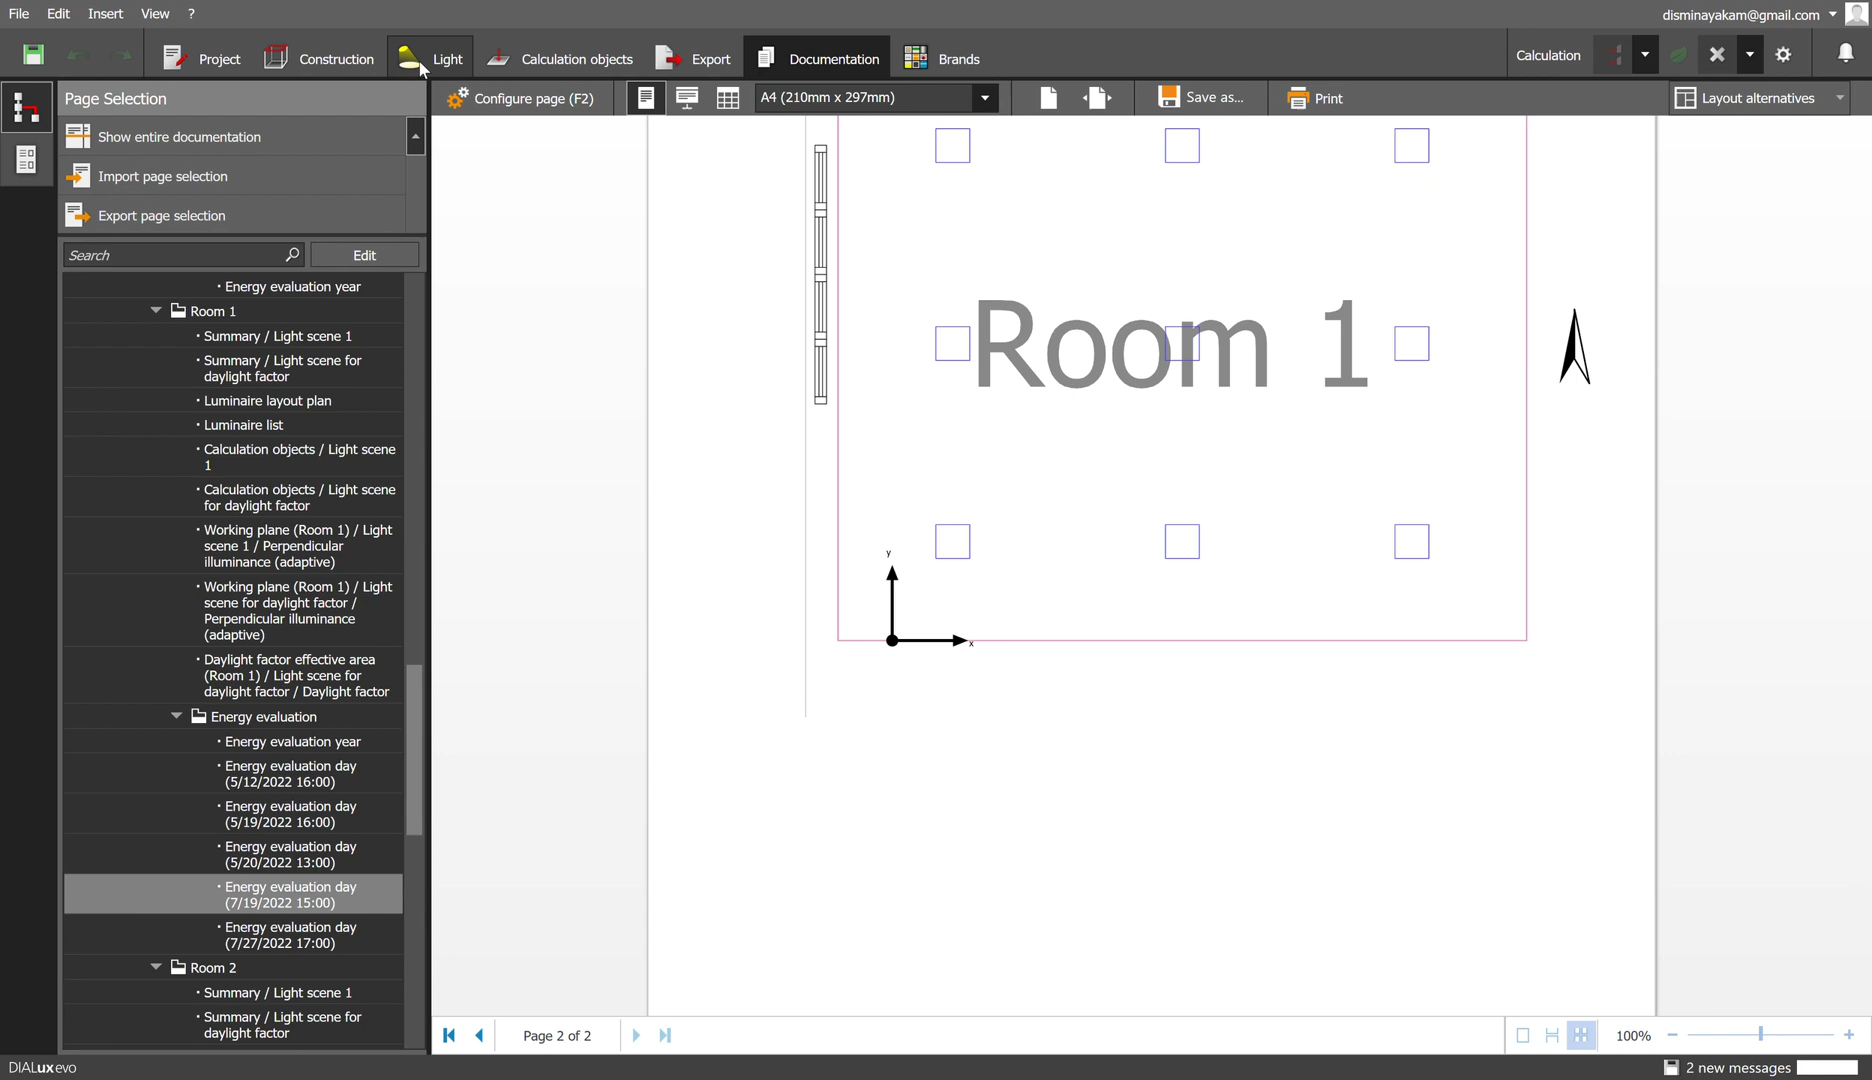 File Edit Insert View ?
disminayakam@gmail.com
Project Construction Light Calculation objects Export Documentation Brands
Calculation
Page Selection
Configure page (F2)
A4 (210mm x 297mm)
Save as...
Print
Layout alternatives
Show entire documentation
Import page selection
Export page selection
Search
Edit
Energy evaluation year
Room 1
Summary / Light scene 1
Summary / Light scene for
daylight factor
Luminaire layout plan
Luminaire list
Calculation objects / Light scene
1
Calculation objects / Light scene
for daylight factor
Working plane (Room 1) / Light
scene 1 / Perpendicular
illuminance (adaptive)
Working plane (Room 1) / Light
scene for daylight factor /
Perpendicular illuminance
(adaptive)
Daylight factor effective area
(Room 1) / Light scene for
daylight factor / Daylight factor
Energy evaluation
Energy evaluation year
Energy evaluation day
(5/12/2022 16:00)
Energy evaluation day
(5/19/2022 16:00)
Energy evaluation day
(5/20/2022 13:00)
Energy evaluation day
(7/19/2022 15:00)
Energy evaluation day
(7/27/2022 17:00)
Room 2
Summary / Light scene 1
Summary / Light scene for
daylight factor
Room 1
y
x
Page 2 of 2
100%
DIALux evo
2 new messages